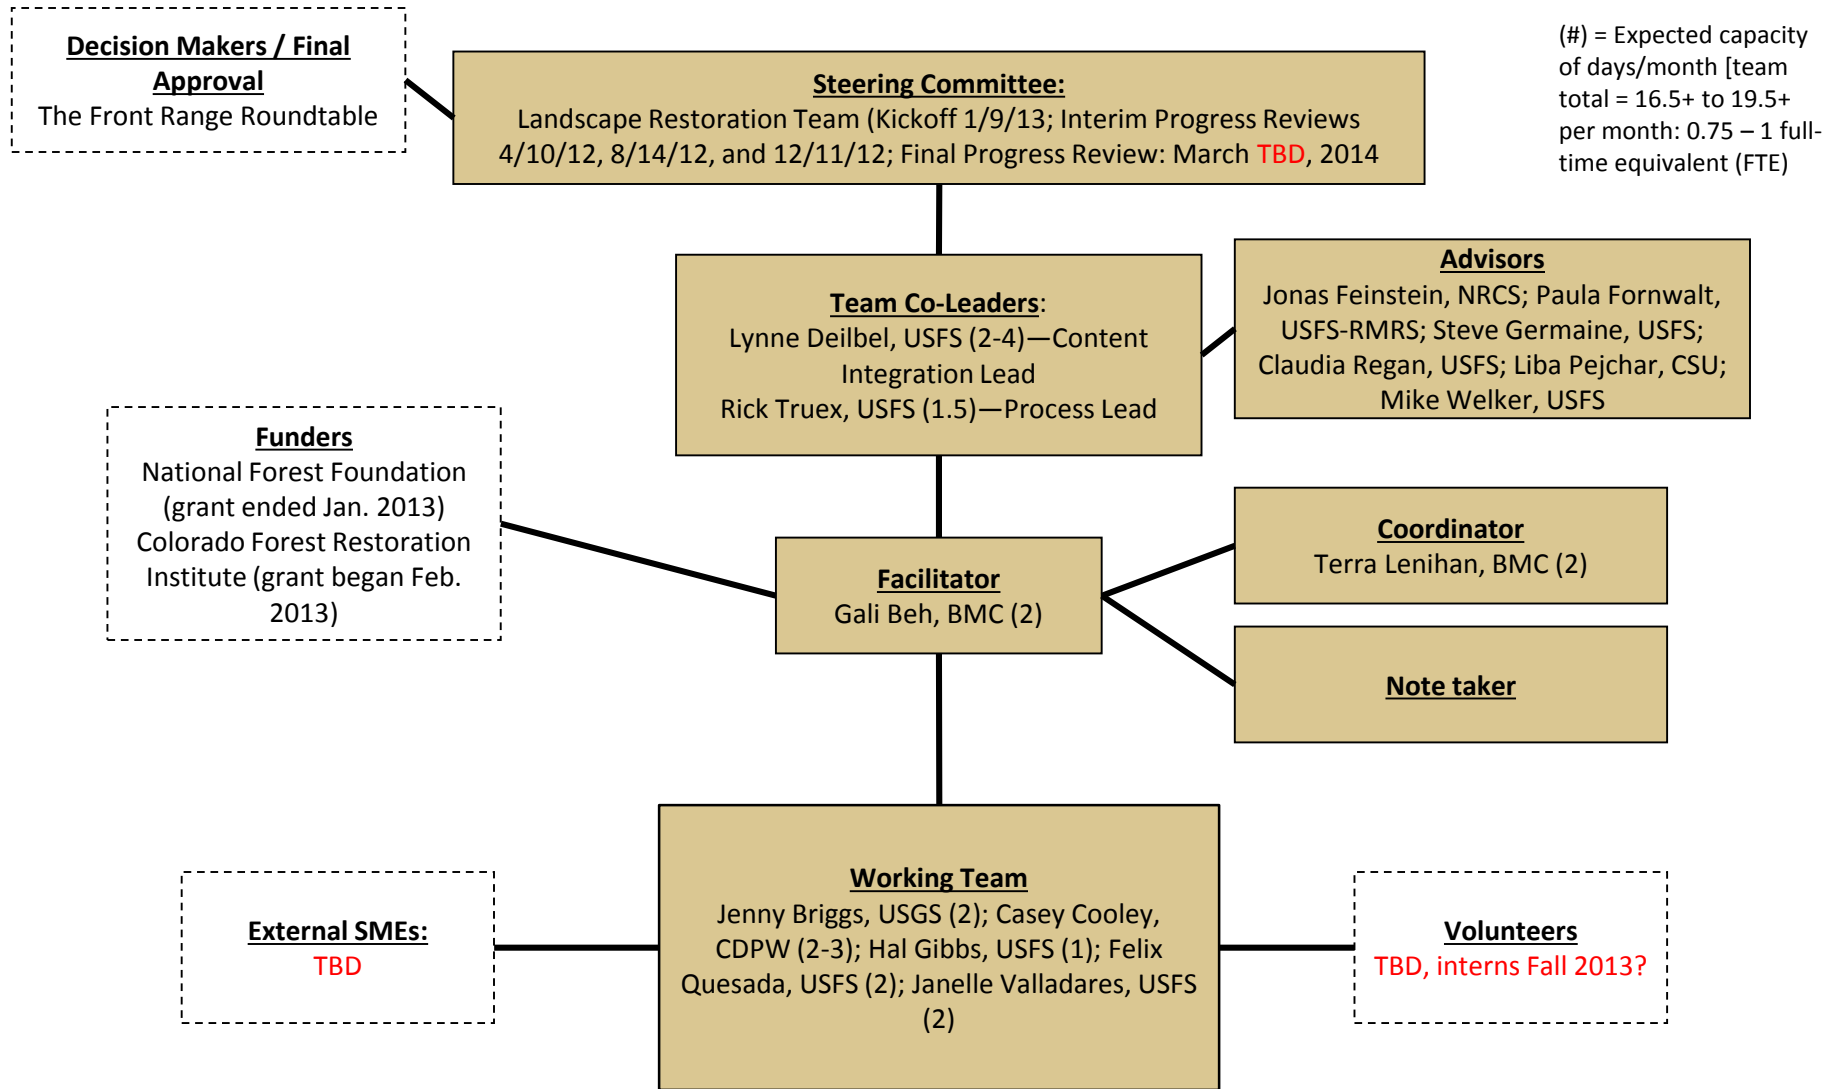 Decision Makers / Final
Approval
The Front Range Roundtable
Steering Committee:
Landscape Restoration Team (Kickoff 1/9/13; Interim Progress Reviews
4/10/12, 8/14/12, and 12/11/12; Final Progress Review: March TBD, 2014
(#) = Expected capacity
of days/month [team
total = 16.5+ to 19.5+
per month: 0.75 – 1 full-
time equivalent (FTE)
Team Co-Leaders:
Lynne Deilbel, USFS (2-4)—Content
Integration Lead
Rick Truex, USFS (1.5)—Process Lead
Advisors
Jonas Feinstein, NRCS; Paula Fornwalt,
USFS-RMRS; Steve Germaine, USFS;
Claudia Regan, USFS; Liba Pejchar, CSU;
Mike Welker, USFS
Funders
National Forest Foundation
(grant ended Jan. 2013)
Colorado Forest Restoration
Institute (grant began Feb.
2013)
Facilitator
Gali Beh, BMC (2)
Coordinator
Terra Lenihan, BMC (2)
Note taker
External SMEs:
TBD
Working Team
Jenny Briggs, USGS (2); Casey Cooley,
CDPW (2-3); Hal Gibbs, USFS (1); Felix
Quesada, USFS (2); Janelle Valladares, USFS
(2)
Volunteers
TBD, interns Fall 2013?